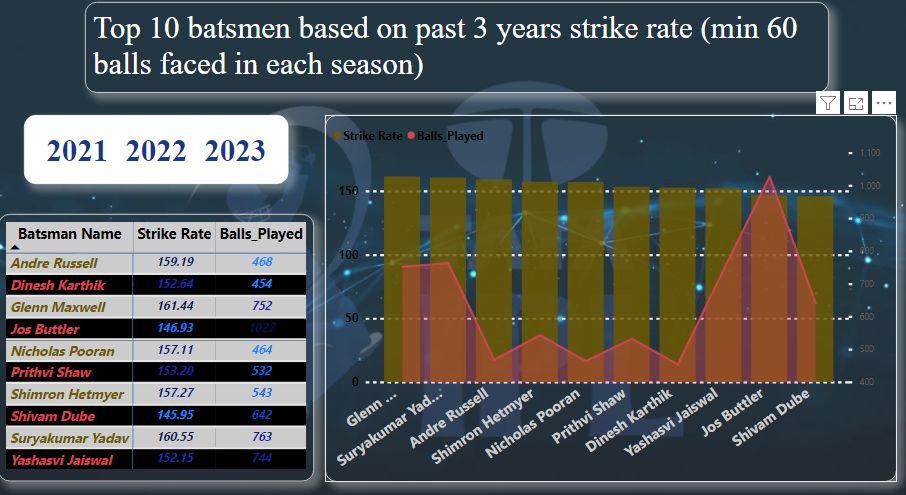 Top 10 batsmen based on past 3 years strike rate (min 60
balls faced in each season)
2021 2022 2023
Strike Rate Balls_Played
Batsman Name Strike Rate Balls_Played
Andre Russell 159.19 468
Dinesh Karthik 152.64 454
Glenn Maxwell 161.44 752
Jos Buttler 146.93 1027
Nicholas Pooran 157.11 464
Prithvi Shaw 153.20 532
Shimron Hetmyer 157.27 543
Shivam Dube 145.95 642
Suryakumar Yadav 160.55 763
Yashasvi Jaiswal 152.15 744
150
100
50
0
1,100
1,000
900
800
700
600
500
400
Glenn ...
Suryakumar Yad...
Andre Russell
Shimron Hetmyer
Nicholas Pooran
Prithvi Shaw
Dinesh Karthik
Yashasvi Jaiswal
Jos Buttler
Shivam Dube